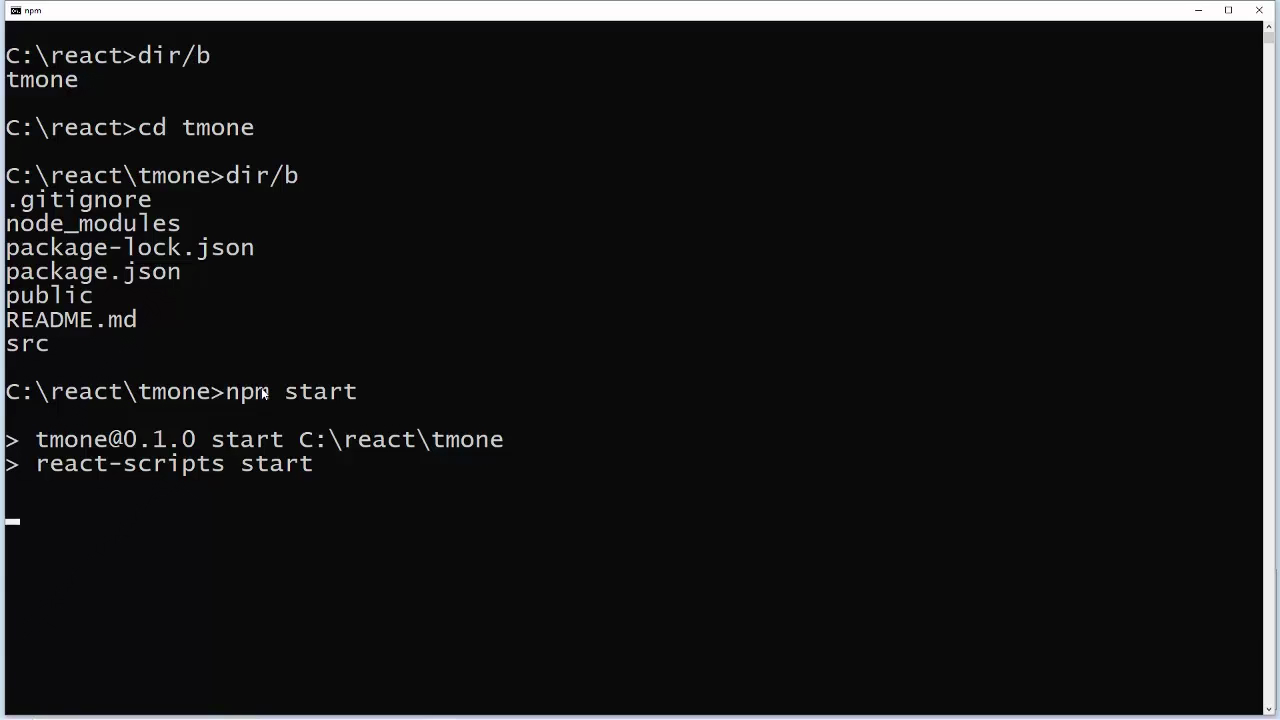 npm
C:\react>dir/b
tmone
C:\react>cd tmone
C:\react\tmone>dir/b
.gitignore
node_modules
package-lock.json
package.json
public
README.md
src
C:\react\tmone>npm start
> tmone@0.1.0 start C:\react\tmone
> react-scripts start